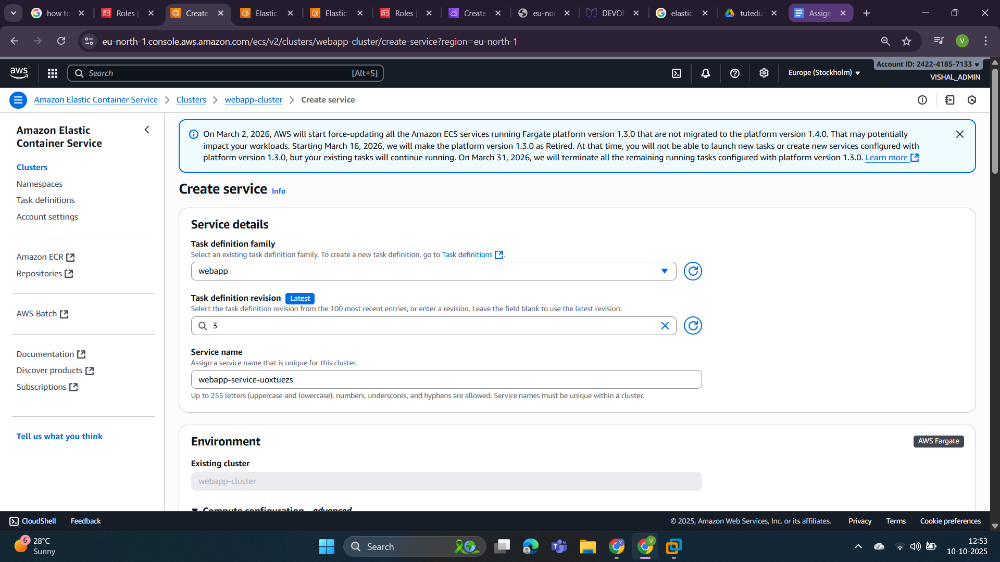 how to
Roles |
Create
Elastic
Elastic
Roles |
Create
eu-nor
DEVOP
elastic
tutedu
Assign
eu-north-1.console.aws.amazon.com/ecs/v2/clusters/webapp-cluster/create-service?region=eu-north-1
V
aws
Search
[Alt+S]
Europe (Stockholm)
Account ID: 2422-4185-7133
VISHAL_ADMIN
Amazon Elastic Container Service > Clusters > webapp-cluster > Create service
Amazon Elastic
Container Service
Clusters
Namespaces
Task definitions
Account settings
Amazon ECR
Repositories
AWS Batch
Documentation
Discover products
Subscriptions
Tell us what you think
On March 2, 2026, AWS will start force-updating all the Amazon ECS services running Fargate platform version 1.3.0 that are not migrated to the platform version 1.4.0. That may potentially
impact your workloads. Starting March 16, 2026, we will make the platform version 1.3.0 as Retired. At that time, you will not be able to launch new tasks or create new services configured with
platform version 1.3.0, but your existing tasks will continue running. On March 31, 2026, we will terminate all the remaining running tasks configured with platform version 1.3.0. Learn more
Create service Info
Service details
Task definition family
Select an existing task definition family. To create a new task definition, go to Task definitions.
webapp
Task definition revision Latest
Select the task definition revision from the 100 most recent entries, or enter a revision. Leave the field blank to use the latest revision.
3
Service name
Assign a service name that is unique for this cluster.
webapp-service-uoxtuezs
Up to 255 letters (uppercase and lowercase), numbers, underscores, and hyphens are allowed. Service names must be unique within a cluster.
Environment
AWS Fargate
Existing cluster
webapp-cluster
Compute configuration - advanced
CloudShell
Feedback
© 2025, Amazon Web Services, Inc. or its affiliates.
Privacy
Terms
Cookie preferences
6
28°C
Sunny
Search
12:53
10-10-2025